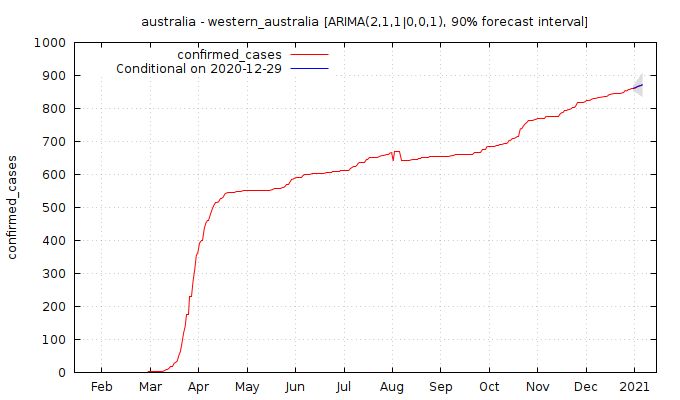 australia - western_australia [ARIMA(2,1,1|0,0,1), 90% forecast interval]
confirmed_cases
Conditional on 2020-12-29
confirmed_cases
1000
900
800
700
600
500
400
300
200
100
0
Feb Mar Apr May Jun Jul Aug Sep Oct Nov Dec 2021